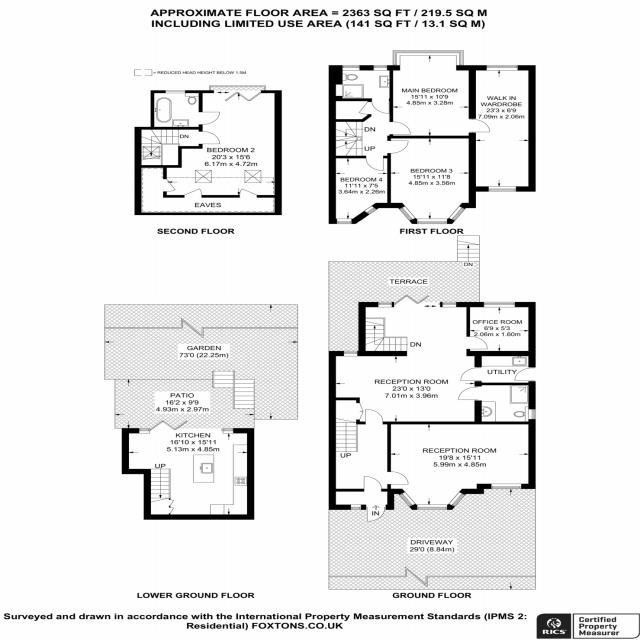 APPROXIMATE FLOOR AREA = 2363 SQ FT / 219.5 SQ M
INCLUDING LIMITED USE AREA (141 SQ FT / 13.1 SQ M)
= REDUCED HEAD HEIGHT BELOW 1.5M
DN
BEDROOM 2
20'3 x 15'6
6.17m x 4.72m
EAVES
SECOND FLOOR
MAIN BEDROOM
15'11 x 10'9
4.85m x 3.28m
WALK IN
WARDROBE
23'3 x 6'9
7.09m x 2.06m
DN
UP
BEDROOM 4
11'11 x 7'5
3.64m x 2.26m
BEDROOM 3
15'11 x 11'8
4.85m x 3.56m
FIRST FLOOR
DN
TERRACE
OFFICE ROOM
6'9 x 5'3
2.06m x 1.60m
DN
UTILITY
RECEPTION ROOM
23'0 x 13'0
7.01m x 3.96m
UP
RECEPTION ROOM
19'8 x 15'11
5.99m x 4.85m
IN
DRIVEWAY
29'0 (8.84m)
GROUND FLOOR
GARDEN
73'0 (22.25m)
PATIO
16'2 x 9'9
4.93m x 2.97m
KITCHEN
16'10 x 15'11
5.13m x 4.85m
UP
LOWER GROUND FLOOR
Surveyed and drawn in accordance with the International Property Measurement Standards (IPMS 2:
Residential) FOXTONS.CO.UK
RICS
Certified
Property
Measurer